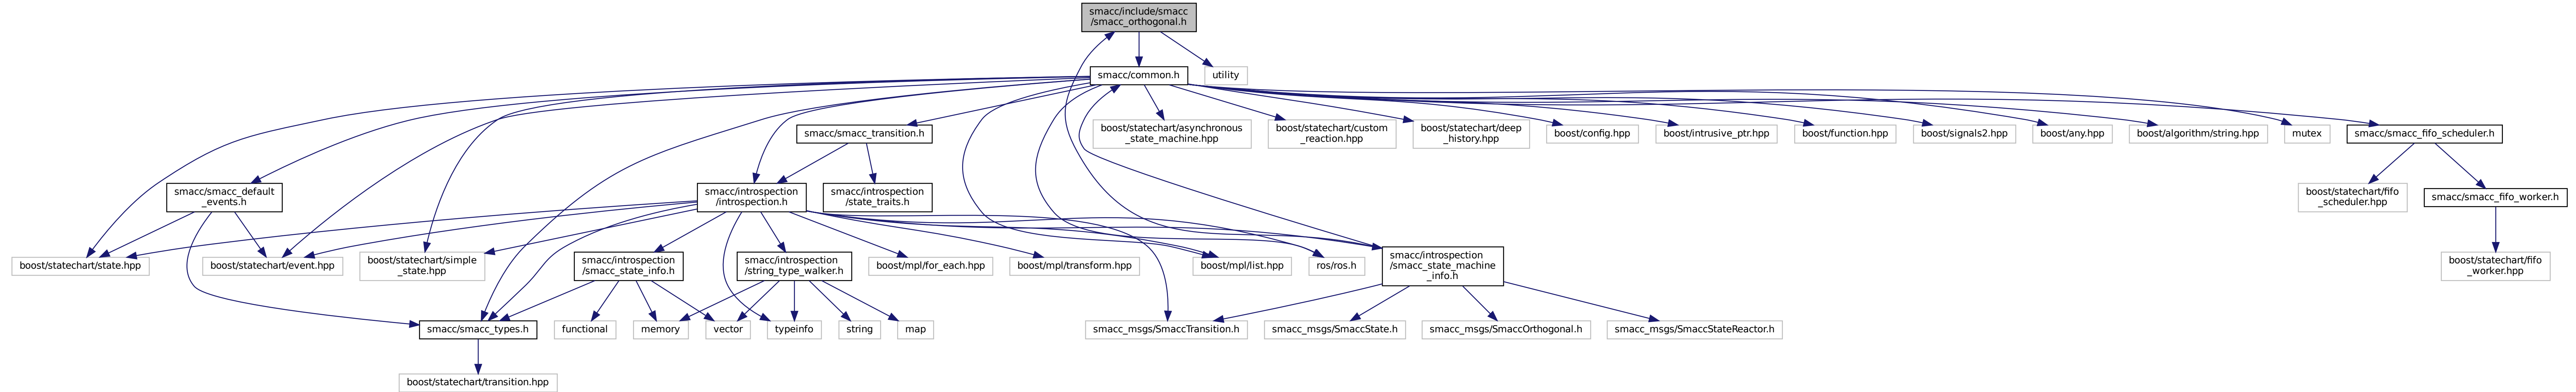 smacc/include/smacc
/smacc_orthogonal.h
smacc/common.h
utility
smacc/smacc_transition.h
boost/statechart/asynchronous
_state_machine.hpp
boost/statechart/custom
_reaction.hpp
boost/statechart/deep
_history.hpp
boost/config.hpp
boost/intrusive_ptr.hpp
boost/function.hpp
boost/signals2.hpp
boost/any.hpp
boost/algorithm/string.hpp
mutex
smacc/smacc_fifo_scheduler.h
smacc/smacc_default
_events.h
smacc/introspection
/introspection.h
smacc/introspection
/state_traits.h
boost/statechart/fifo
_scheduler.hpp
smacc/smacc_fifo_worker.h
boost/statechart/state.hpp
boost/statechart/event.hpp
boost/statechart/simple
_state.hpp
smacc/introspection
/smacc_state_info.h
smacc/introspection
/string_type_walker.h
boost/mpl/for_each.hpp
boost/mpl/transform.hpp
boost/mpl/list.hpp
ros/ros.h
smacc/introspection
/smacc_state_machine
_info.h
boost/statechart/fifo
_worker.hpp
smacc/smacc_types.h
functional
memory
vector
typeinfo
string
map
smacc_msgs/SmaccTransition.h
smacc_msgs/SmaccState.h
smacc_msgs/SmaccOrthogonal.h
smacc_msgs/SmaccStateReactor.h
boost/statechart/transition.hpp